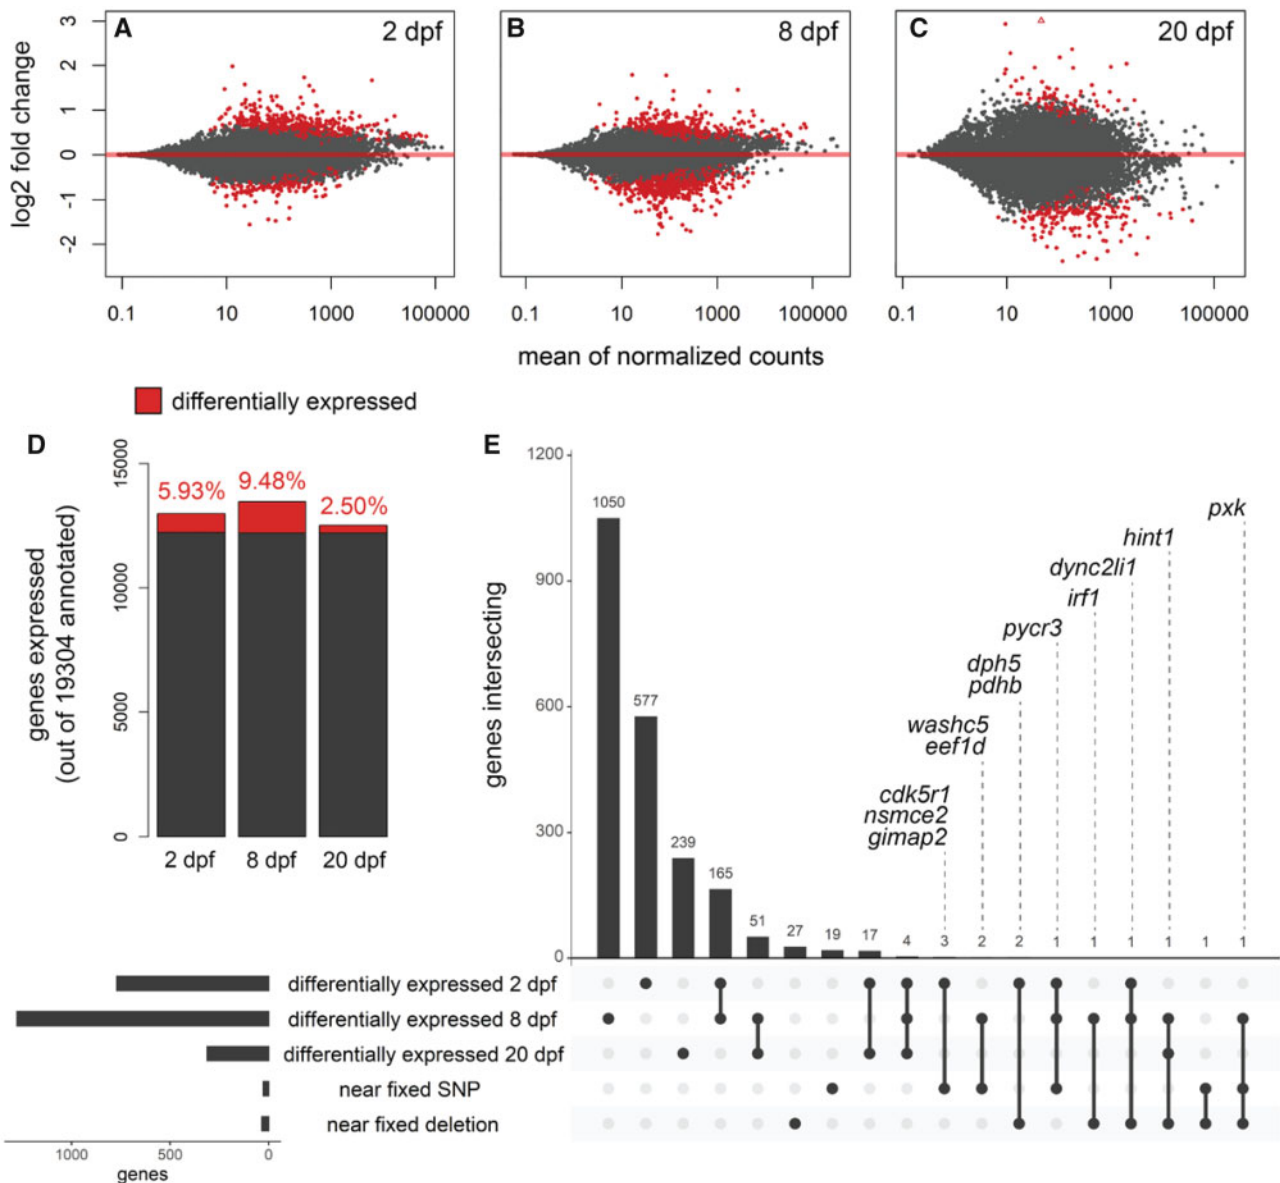 A
2 dpf
B
8 dpf
C
20 dpf
3
2
1
0
-1
-2
log2 fold change
0.1
10
1000
100000
0.1
10
1000
100000
0.1
10
1000
100000
mean of normalized counts
differentially expressed
D
15000
10000
5000
0
genes expressed
(out of 19304 annotated)
5.93%
9.48%
2.50%
2 dpf
8 dpf
20 dpf
E
1200
900
600
300
0
genes intersecting
1050
577
239
165
51
27
19
17
4
3
2
2
1
1
1
1
1
1
pxk
hint1
dync2li1
irf1
pycr3
dph5
pdhb
washc5
eef1d
cdk5r1
nsmce2
gimap2
differentially expressed 2 dpf
differentially expressed 8 dpf
differentially expressed 20 dpf
near fixed SNP
near fixed deletion
1000
500
0
genes